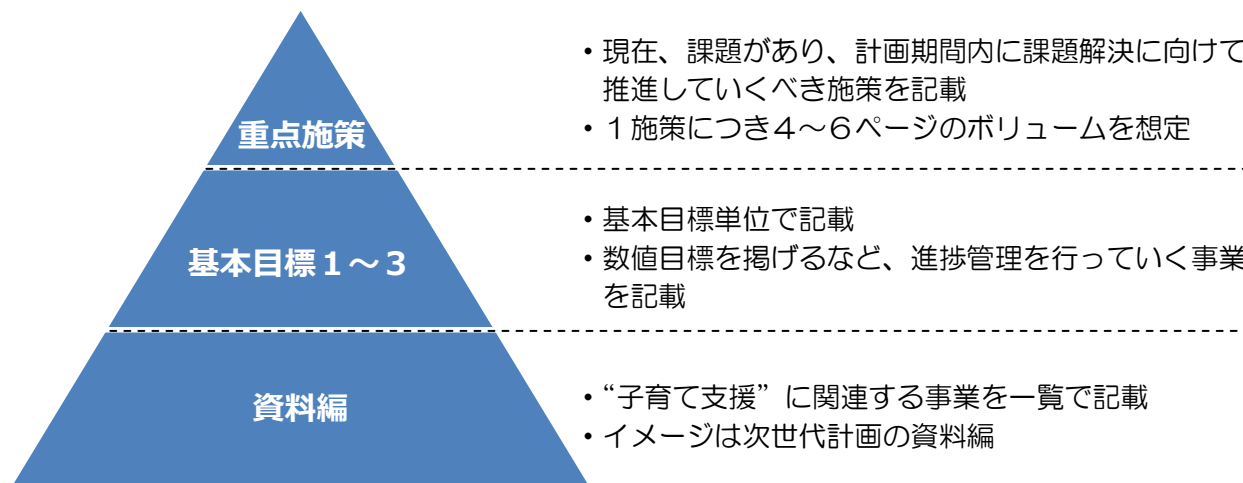 重点施策
・現在、課題があり、計画期間内に課題解決に向けて
推進していくべき施策を記載
・１施策につき４～６ページのボリュームを想定
基本目標１～３
・基本目標単位で記載
・数値目標を掲げるなど、進捗管理を行っていく事業
を記載
資料編
・“子育て支援”に関連する事業を一覧で記載
・イメージは次世代計画の資料編